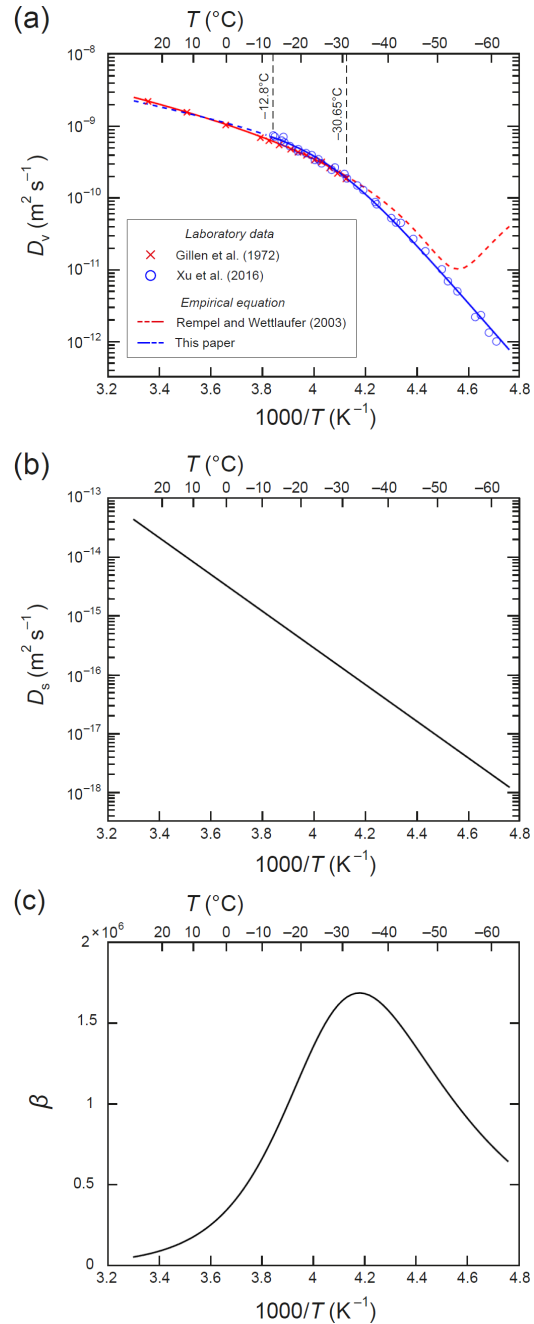 (a)
T (°C)
20 10 0 −10 −20 −30 −40 −50 −60
10⁻⁸
10⁻⁹
10⁻¹⁰
10⁻¹¹
10⁻¹²
Dᵥ (m² s⁻¹)
−12.8°C
−30.65°C
Laboratory data
Gillen et al. (1972)
Xu et al. (2016)
Empirical equation
Rempel and Wettlaufer (2003)
This paper
3.2 3.4 3.6 3.8 4 4.2 4.4 4.6 4.8
1000/T (K⁻¹)
(b)
T (°C)
20 10 0 −10 −20 −30 −40 −50 −60
10⁻¹³
10⁻¹⁴
10⁻¹⁵
10⁻¹⁶
10⁻¹⁷
10⁻¹⁸
Dₛ (m² s⁻¹)
3.2 3.4 3.6 3.8 4 4.2 4.4 4.6 4.8
1000/T (K⁻¹)
(c)
T (°C)
20 10 0 −10 −20 −30 −40 −50 −60
× 10⁶
2
1.5
1
0.5
0
β
3.2 3.4 3.6 3.8 4 4.2 4.4 4.6 4.8
1000/T (K⁻¹)